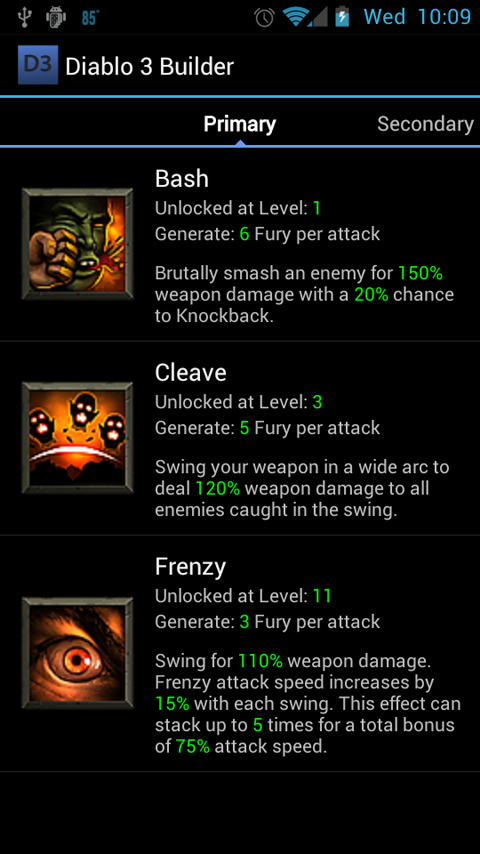 85°
Wed 10:09
D3 Diablo 3 Builder
Primary Secondary
Bash
Unlocked at Level: 1
Generate: 6 Fury per attack
Brutally smash an enemy for 150%
weapon damage with a 20% chance
to Knockback.
Cleave
Unlocked at Level: 3
Generate: 5 Fury per attack
Swing your weapon in a wide arc to
deal 120% weapon damage to all
enemies caught in the swing.
Frenzy
Unlocked at Level: 11
Generate: 3 Fury per attack
Swing for 110% weapon damage.
Frenzy attack speed increases by
15% with each swing. This effect can
stack up to 5 times for a total bonus
of 75% attack speed.